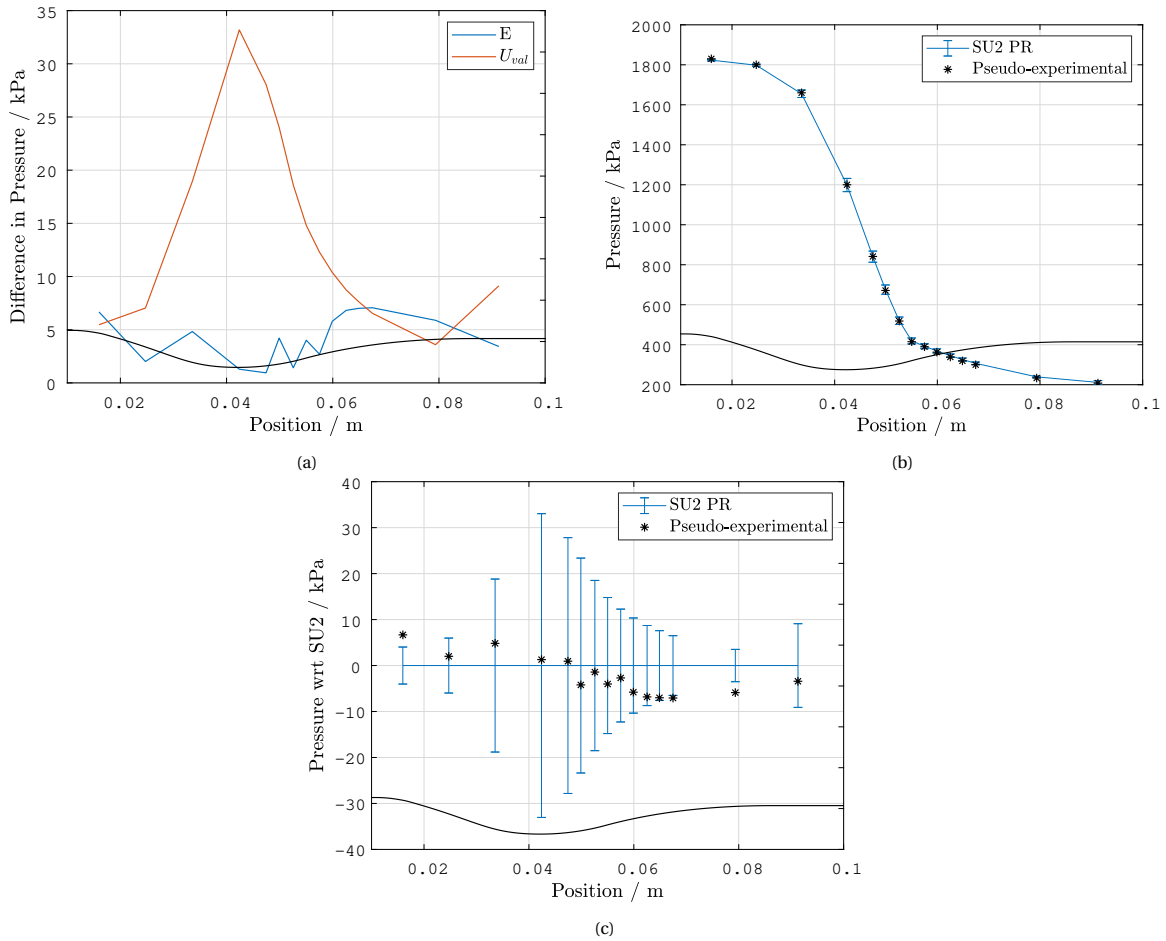 35
30
25
20
15
10
5
0
Difference in Pressure / kPa
E
U_val
0.02
0.04
0.06
0.08
0.1
Position / m
(a)
2000
1800
1600
1400
1200
1000
800
600
400
200
Pressure / kPa
SU2 PR
Pseudo-experimental
0.02
0.04
0.06
0.08
0.1
Position / m
(b)
40
30
20
10
0
-10
-20
-30
-40
Pressure wrt SU2 / kPa
SU2 PR
Pseudo-experimental
0.02
0.04
0.06
0.08
0.1
Position / m
(c)